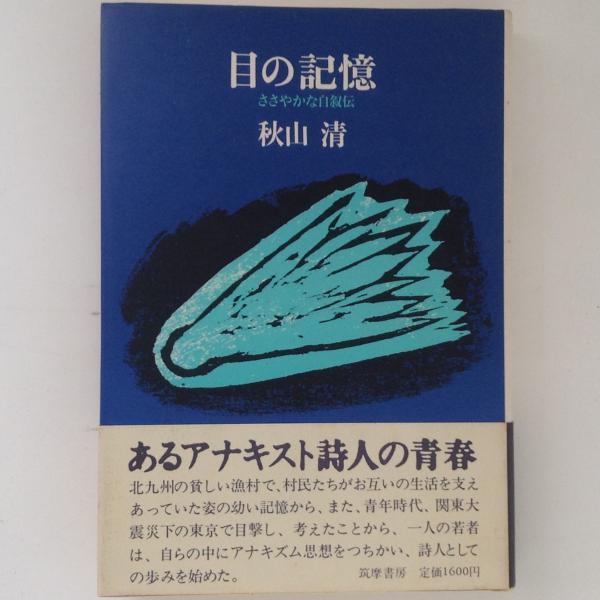 目の記憶
ささやかな自叙伝
秋山 清
あるアナキスト詩人の青春
北九州の貧しい漁村で、村民たちがお互いの生活を支え
あっていた姿の幼い記憶から、また、青年時代、関東大
震災下の東京で目撃し、考えたことから、一人の若者
は、自らの中にアナキズム思想をつちかい、詩人として
の歩みを始めた。
筑摩書房 定価1600円